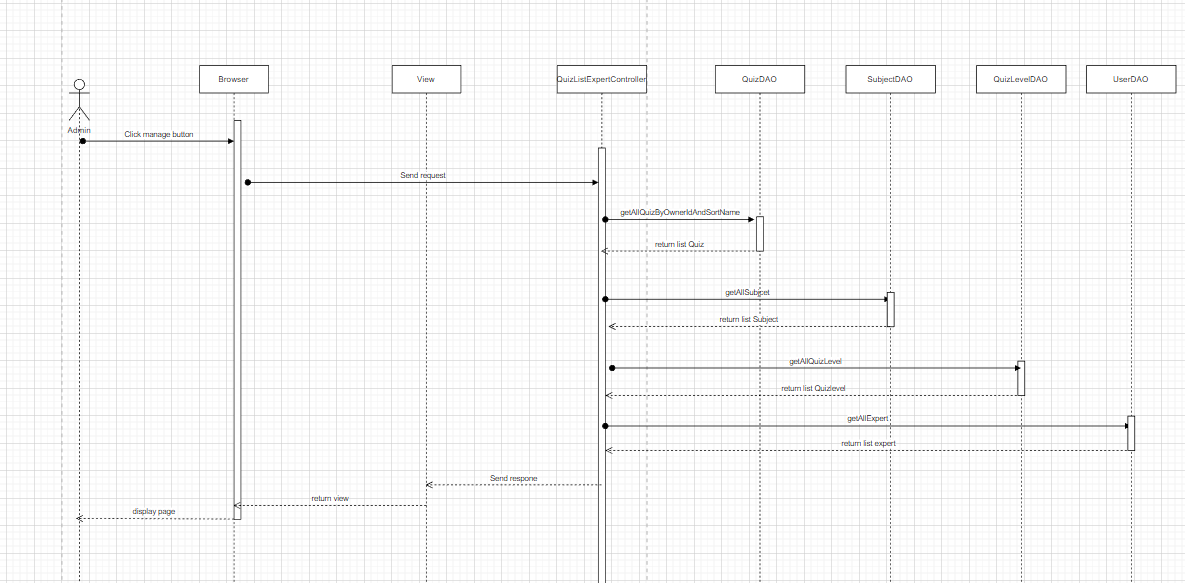 Browser
View
QuizListExpertController
QuizDAO
SubjectDAO
QuizLevelDAO
UserDAO
Admin
Click manage button
Send request
getAllQuizByOwnerIdAndSortName
return list Quiz
getAllSubjcet
return list Subject
getAllQuizLevel
return list Quizlevel
getAllExpert
return list expert
Send respone
return view
display page